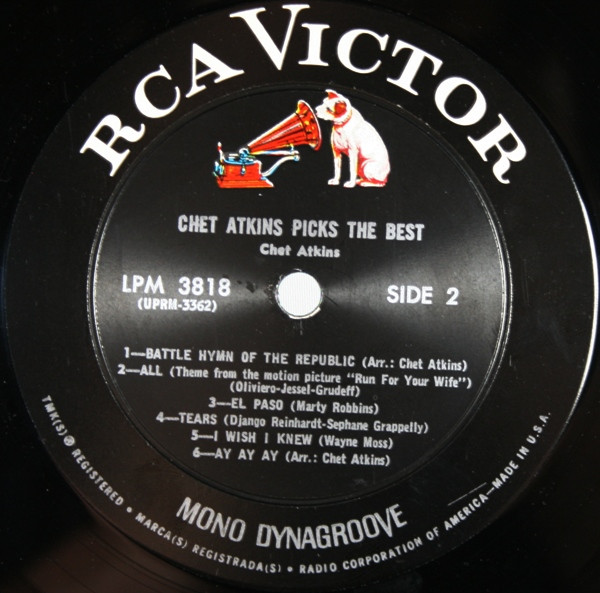 RCA VICTOR
CHET ATKINS PICKS THE BEST
Chet Atkins
LPM 3818
(UPRM-3362)
SIDE 2
1—BATTLE HYMN OF THE REPUBLIC (Arr.: Chet Atkins)
2—ALL (Theme from the motion picture "Run For Your Wife")
(Oliviero-Jessel-Grudeff)
3—EL PASO (Marty Robbins)
4—TEARS (Django Reinhardt-Sephane Grappelly)
5—I WISH I KNEW (Wayne Moss)
6—AY AY AY (Arr.: Chet Atkins)
MONO DYNAGROOVE
TMK(S) ® REGISTERED • MARCA(S) REGISTRADA(S) • RADIO CORPORATION OF AMERICA—MADE IN U.S.A.